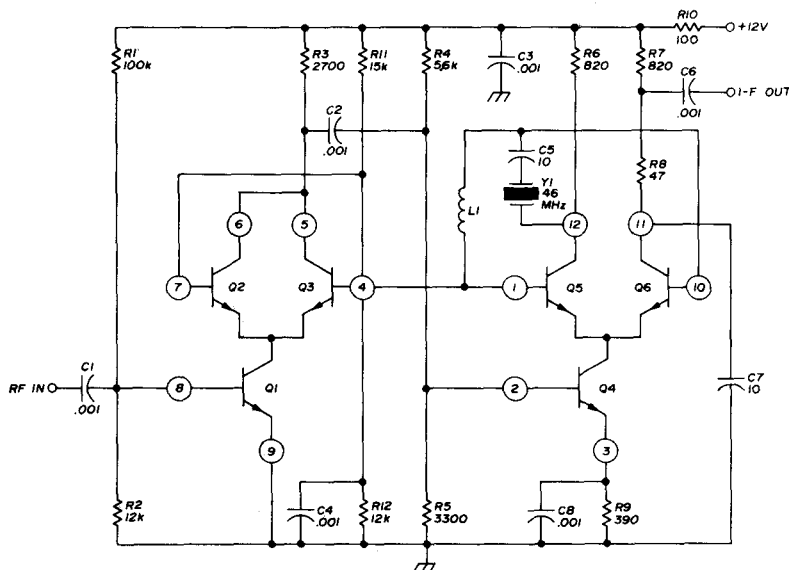 R10
100
+12V
R1
100k
R3
2700
R11
15k
R4
5,6k
C3
.001
R6
820
R7
820
C6
.001
I-F OUT
C2
.001
C5
10
Y1
46
MHz
R8
47
L1
6
5
12
11
7
Q2
Q3
4
1
Q5
Q6
10
RF IN
C1
.001
8
Q1
2
Q4
C7
10
9
3
R2
12k
C4
.001
R12
12k
R5
3300
C8
.001
R9
390